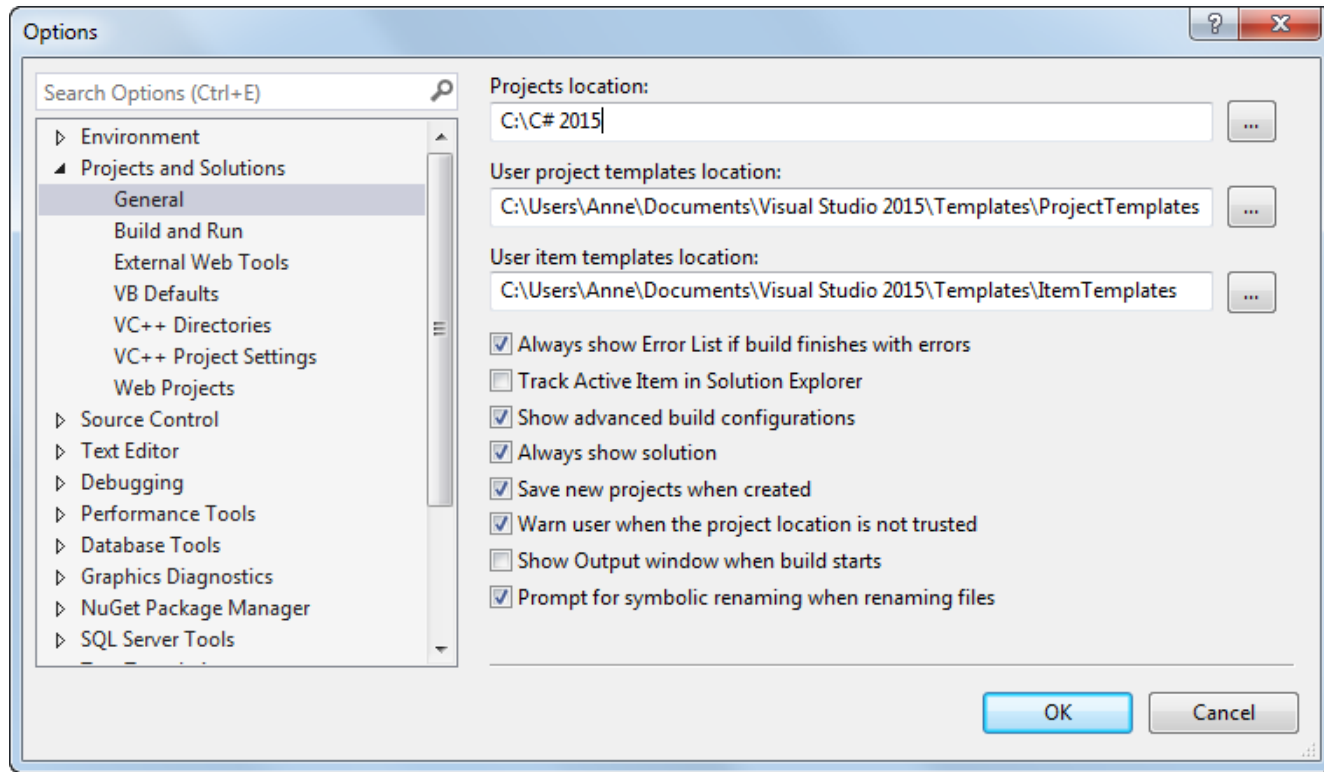 Options
Search Options (Ctrl+E)
Environment
Projects and Solutions
General
Build and Run
External Web Tools
VB Defaults
VC++ Directories
VC++ Project Settings
Web Projects
Source Control
Text Editor
Debugging
Performance Tools
Database Tools
Graphics Diagnostics
NuGet Package Manager
SQL Server Tools
Projects location:
C:\C# 2015
...
User project templates location:
C:\Users\Anne\Documents\Visual Studio 2015\Templates\ProjectTemplates
...
User item templates location:
C:\Users\Anne\Documents\Visual Studio 2015\Templates\ItemTemplates
...
Always show Error List if build finishes with errors
Track Active Item in Solution Explorer
Show advanced build configurations
Always show solution
Save new projects when created
Warn user when the project location is not trusted
Show Output window when build starts
Prompt for symbolic renaming when renaming files
OK
Cancel